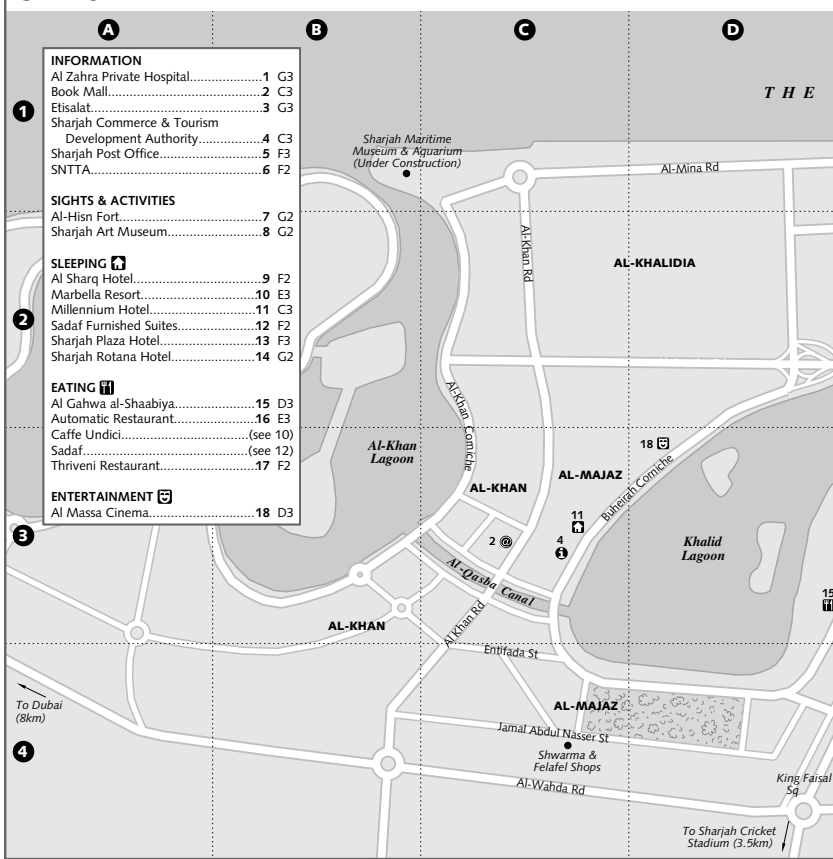 A
B
C
D
INFORMATION
Al Zahra Private Hospital....................1 G3
Book Mall....................2 C3
Etisalat....................3 G3
Sharjah Commerce & Tourism
Development Authority....................4 C3
Sharjah Post Office....................5 F3
SNTTA....................6 F2
SIGHTS & ACTIVITIES
Al-Hisn Fort....................7 G2
Sharjah Art Museum....................8 G2
SLEEPING
Al Sharq Hotel....................9 F2
Marbella Resort....................10 E3
Millennium Hotel....................11 C3
Sadaf Furnished Suites....................12 F2
Sharjah Plaza Hotel....................13 F3
Sharjah Rotana Hotel....................14 G2
EATING
Al Gahwa al-Shaabiya....................15 D3
Automatic Restaurant....................16 E3
Caffe Undici....................(see 10)
Sadaf....................(see 12)
Thriveni Restaurant....................17 F2
ENTERTAINMENT
Al Massa Cinema....................18 D3
1
2
3
4
THE
Sharjah Maritime
Museum & Aquarium
(Under Construction)
Al-Mina Rd
Al-Khan Rd
AL-KHALIDIA
Al-Khan Corniche
Al-Khan
Lagoon
18
AL-KHAN
AL-MAJAZ
Buheirah Corniche
11
2 @
4
Khalid
Lagoon
Al-Qasba Canal
15
AL-KHAN
Al Khan Rd
Entifada St
To Dubai
(8km)
AL-MAJAZ
Jamal Abdul Nasser St
Shwarma &
Felafel Shops
Al-Wahda Rd
King Faisal
Sq
To Sharjah Cricket
Stadium (3.5km)